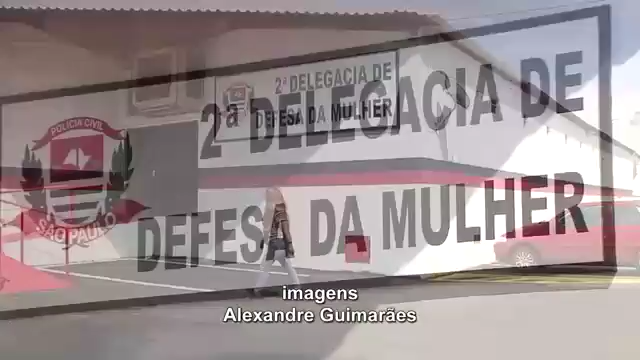 2ª DELEGACIA DE
DEFESA DA MULHER
2ª DELEGACIA DE
DEFESA DA MULHER
POLICIA CIVIL
SÃO PAULO
imagens
Alexandre Guimarães